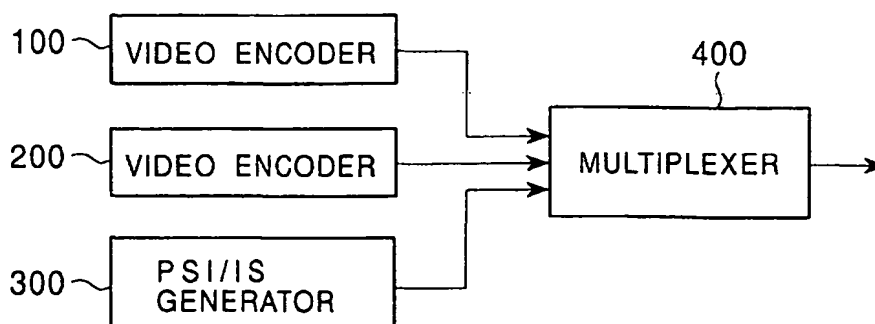 100
VIDEO ENCODER
400
200
VIDEO ENCODER
MULTIPLEXER
300
PSI/IS
GENERATOR